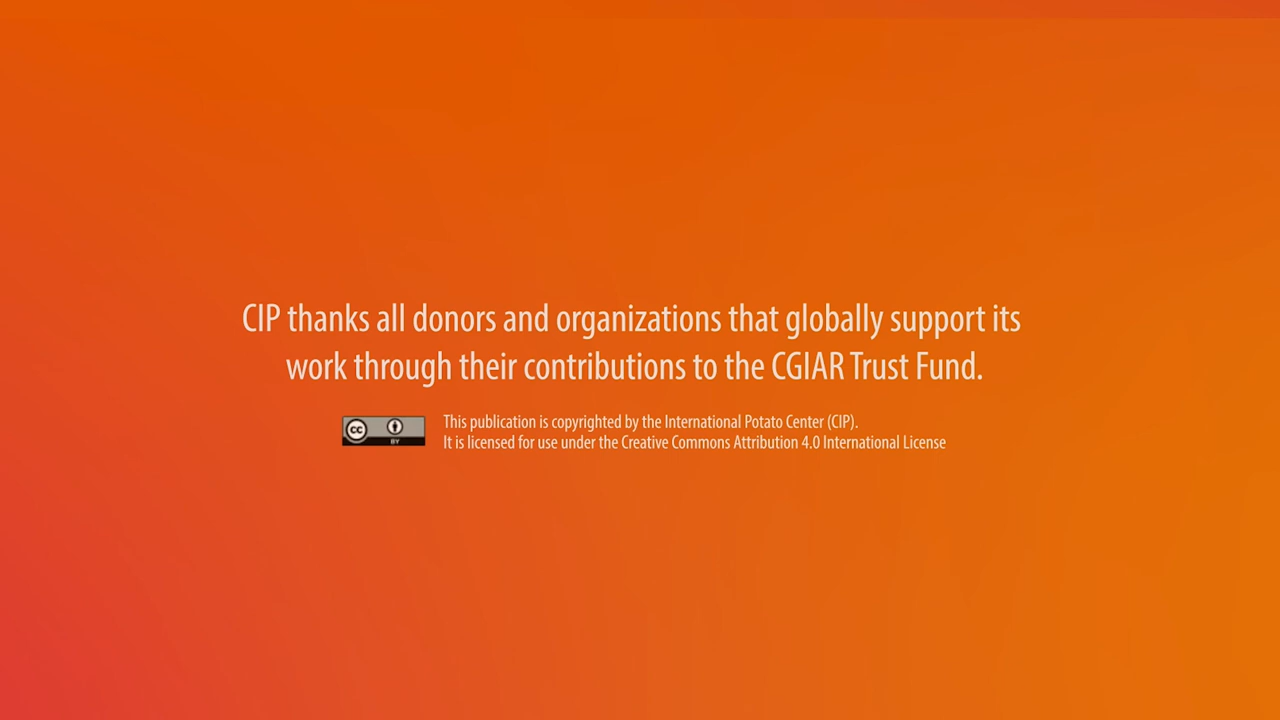 CIP thanks all donors and organizations that globally support its
work through their contributions to the CGIAR Trust Fund.
cc
BY
This publication is copyrighted by the International Potato Center (CIP).
It is licensed for use under the Creative Commons Attribution 4.0 International License